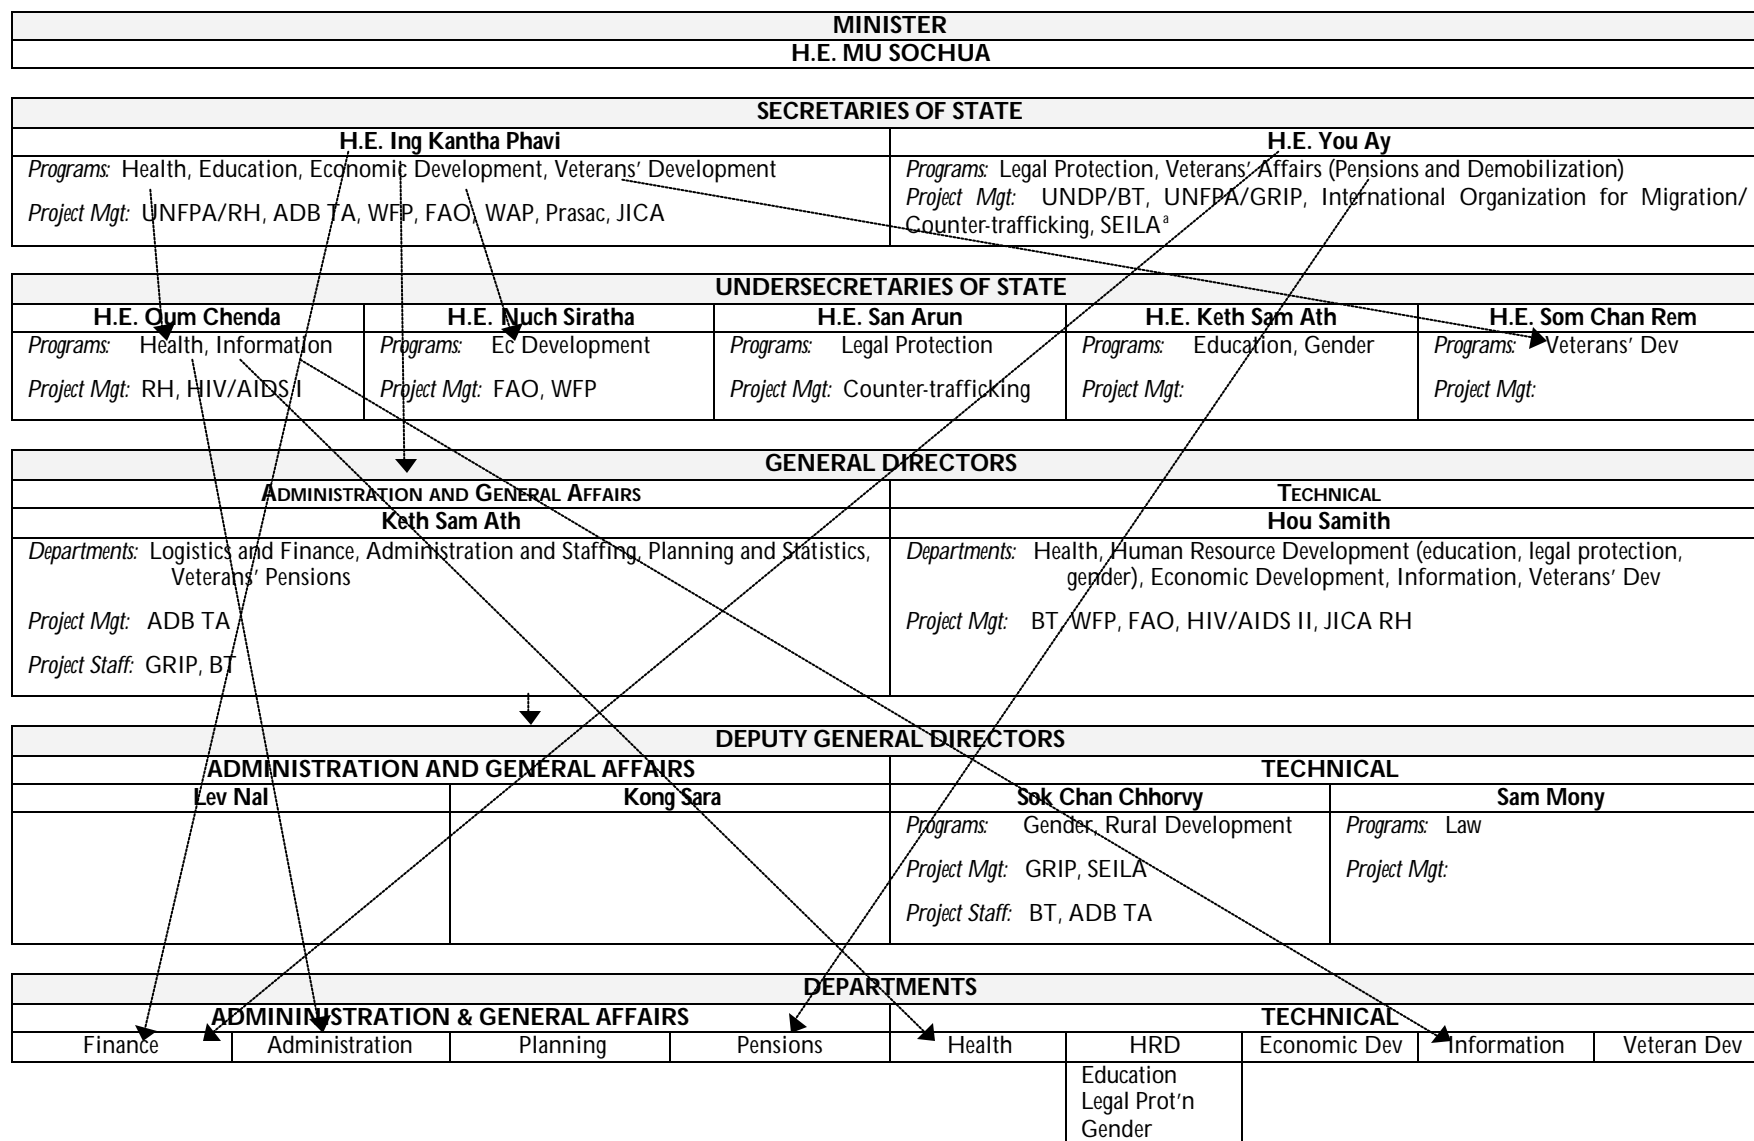 MINISTER
H.E. MU SOCHUA
SECRETARIES OF STATE
H.E. Ing Kantha Phavi
Programs: Health, Education, Economic Development, Veterans’ Development
Project Mgt: UNFPA/RH, ADB TA, WFP, FAO, WAP, Prasac, JICA
H.E. You Ay
Programs: Legal Protection, Veterans’ Affairs (Pensions and Demobilization)
Project Mgt: UNDP/BT, UNFPA/GRIP, International Organization for Migration/
Counter-trafficking, SEILAa
UNDERSECRETARIES OF STATE
H.E. Oum Chenda
Programs: Health, Information
Project Mgt: RH, HIV/AIDS I
H.E. Nuch Siratha
Programs: Ec Development
Project Mgt: FAO, WFP
H.E. San Arun
Programs: Legal Protection
Project Mgt: Counter-trafficking
H.E. Keth Sam Ath
Programs: Education, Gender
Project Mgt:
H.E. Som Chan Rem
Programs: Veterans’ Dev
Project Mgt:
GENERAL DIRECTORS
ADMINISTRATION AND GENERAL AFFAIRS
Keth Sam Ath
Departments: Logistics and Finance, Administration and Staffing, Planning and Statistics,
Veterans’ Pensions
Project Mgt: ADB TA
Project Staff: GRIP, BT
TECHNICAL
Hou Samith
Departments: Health, Human Resource Development (education, legal protection,
gender), Economic Development, Information, Veterans’ Dev
Project Mgt: BT, WFP, FAO, HIV/AIDS II, JICA RH
DEPUTY GENERAL DIRECTORS
ADMINISTRATION AND GENERAL AFFAIRS
TECHNICAL
Lev Nal
Kong Sara
Sok Chan Chhorvy
Programs: Gender, Rural Development
Project Mgt: GRIP, SEILA
Project Staff: BT, ADB TA
Sam Mony
Programs: Law
Project Mgt:
DEPARTMENTS
ADMININISTRATION & GENERAL AFFAIRS
TECHNICAL
Finance
Administration
Planning
Pensions
Health
HRD
Economic Dev
Information
Veteran Dev
Education
Legal Prot’n
Gender